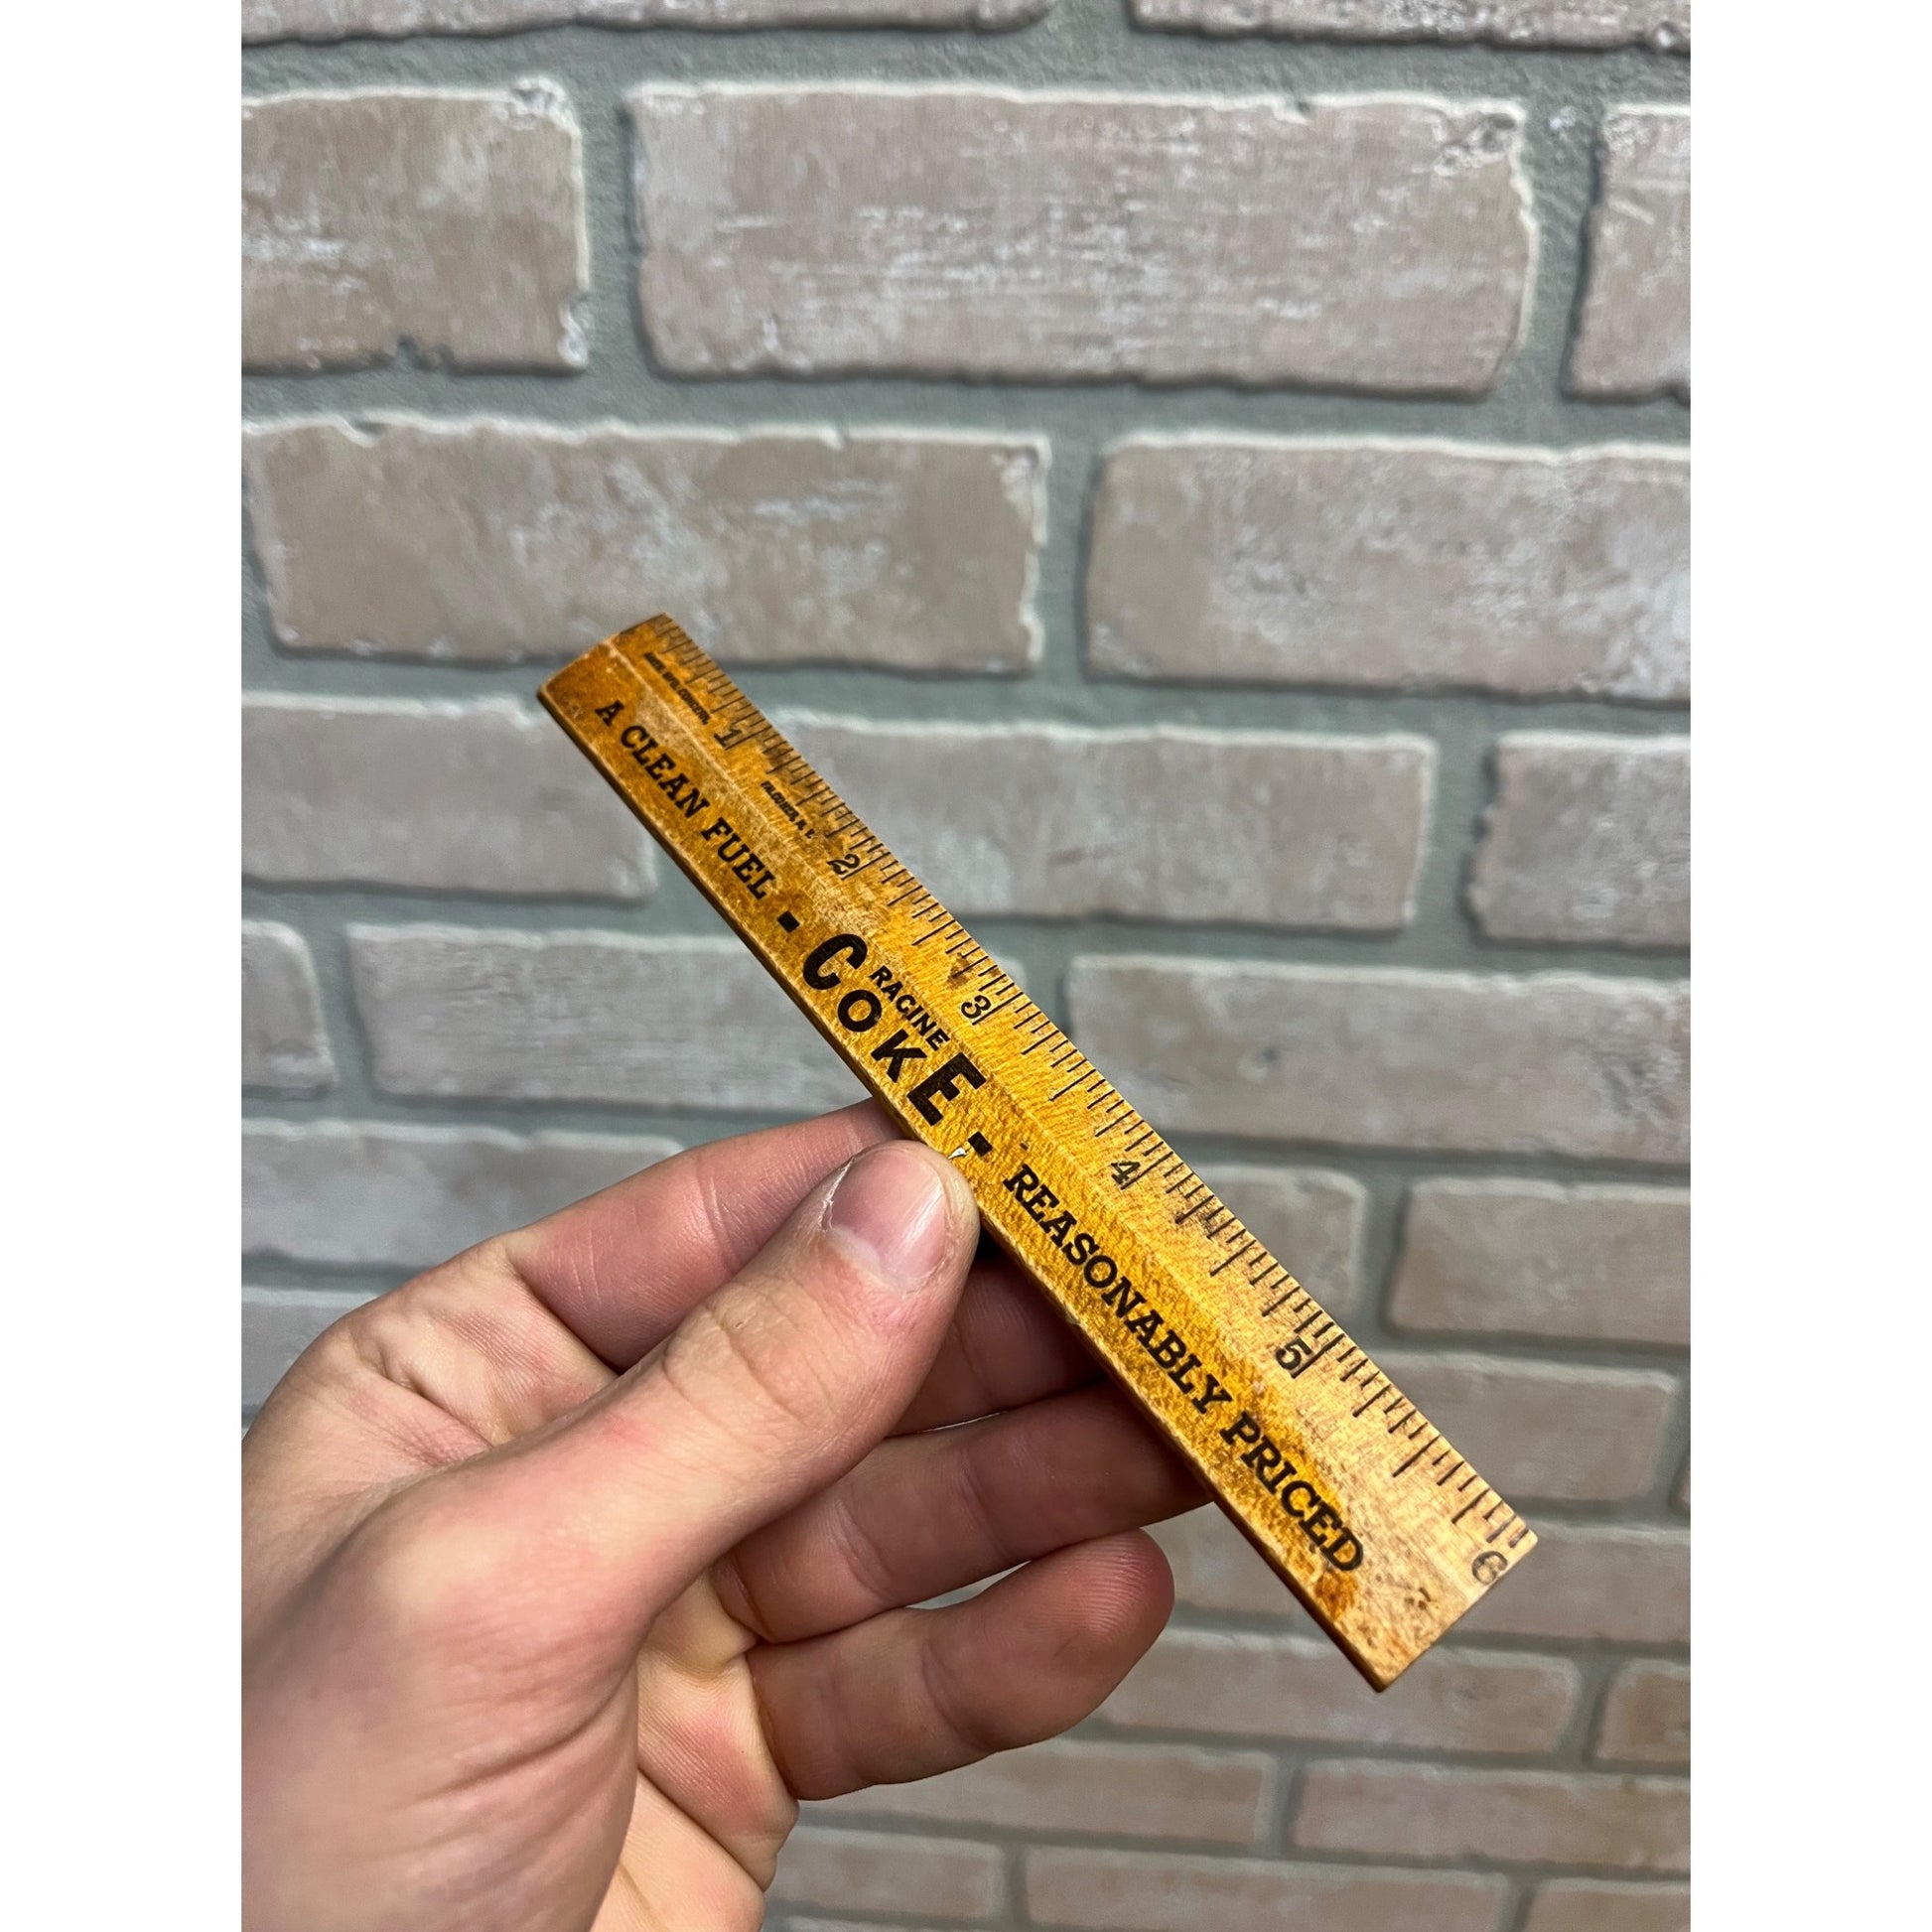 1 2 3 4 5 6
A CLEAN FUEL - RACINE COKE - REASONABLY PRICED